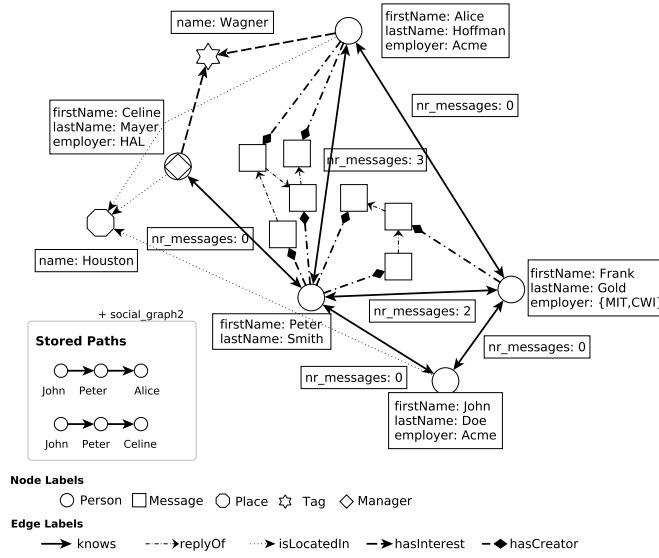 name: Wagner
firstName: Alice
lastName: Hoffman
employer: Acme
nr_messages: 0
firstName: Celine
lastName: Mayer
employer: HAL
nr_messages: 3
nr_messages: 0
name: Houston
firstName: Frank
lastName: Gold
employer: {MIT,CWI}
nr_messages: 2
+ social_graph2
firstName: Peter
lastName: Smith
nr_messages: 0
Stored Paths
John Peter Alice
nr_messages: 0
firstName: John
lastName: Doe
employer: Acme
John Peter Celine
Node Labels
Person Message Place Tag Manager
Edge Labels
knows replyOf isLocatedIn hasInterest hasCreator